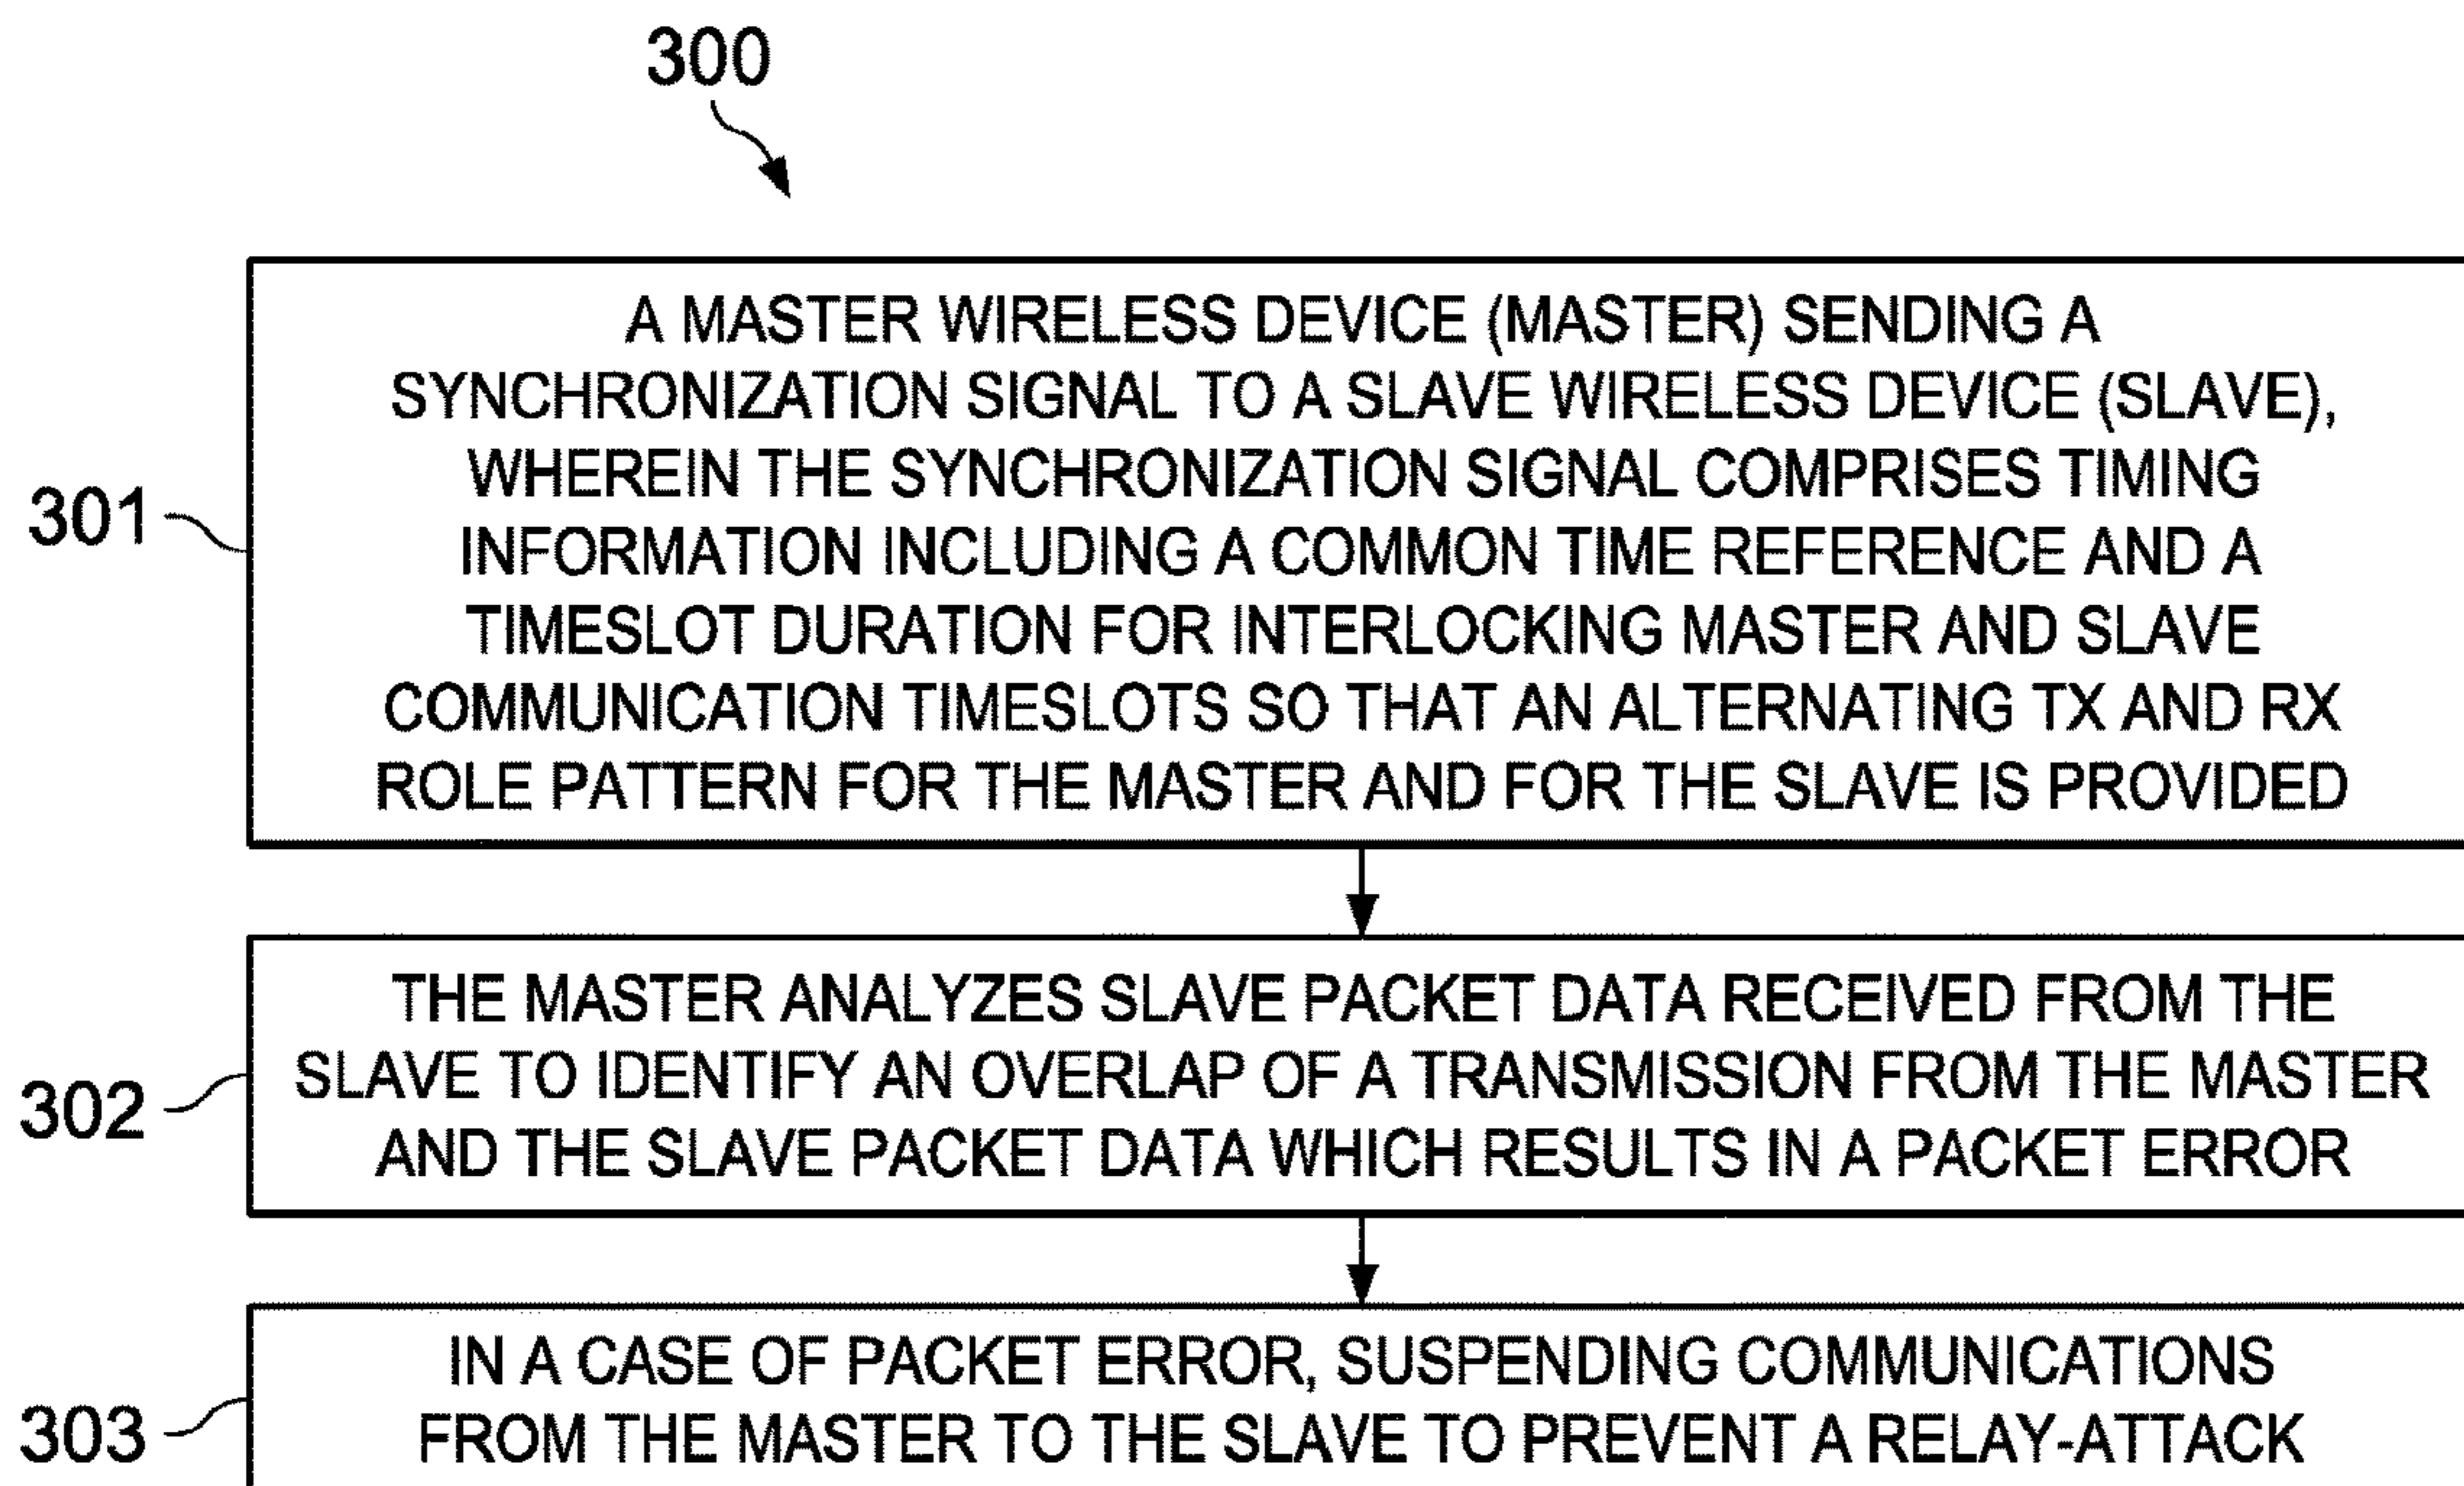 300
A MASTER WIRELESS DEVICE (MASTER) SENDING A
SYNCHRONIZATION SIGNAL TO A SLAVE WIRELESS DEVICE (SLAVE),
WHEREIN THE SYNCHRONIZATION SIGNAL COMPRISES TIMING
301
INFORMATION INCLUDING A COMMON TIME REFERENCE AND A
TIMESLOT DURATION FOR INTERLOCKING MASTER AND SLAVE
COMMUNICATION TIMESLOTS SO THAT AN ALTERNATING TX AND RX
ROLE PATTERN FOR THE MASTER AND FOR THE SLAVE IS PROVIDED
THE MASTER ANALYZES SLAVE PACKET DATA RECEIVED FROM THE
SLAVE TO IDENTIFY AN OVERLAP OF A TRANSMISSION FROM THE MASTER
302
AND THE SLAVE PACKET DATA WHICH RESULTS IN A PACKET ERROR
IN A CASE OF PACKET ERROR, SUSPENDING COMMUNICATIONS
303
FROM THE MASTER TO THE SLAVE TO PREVENT A RELAY-ATTACK